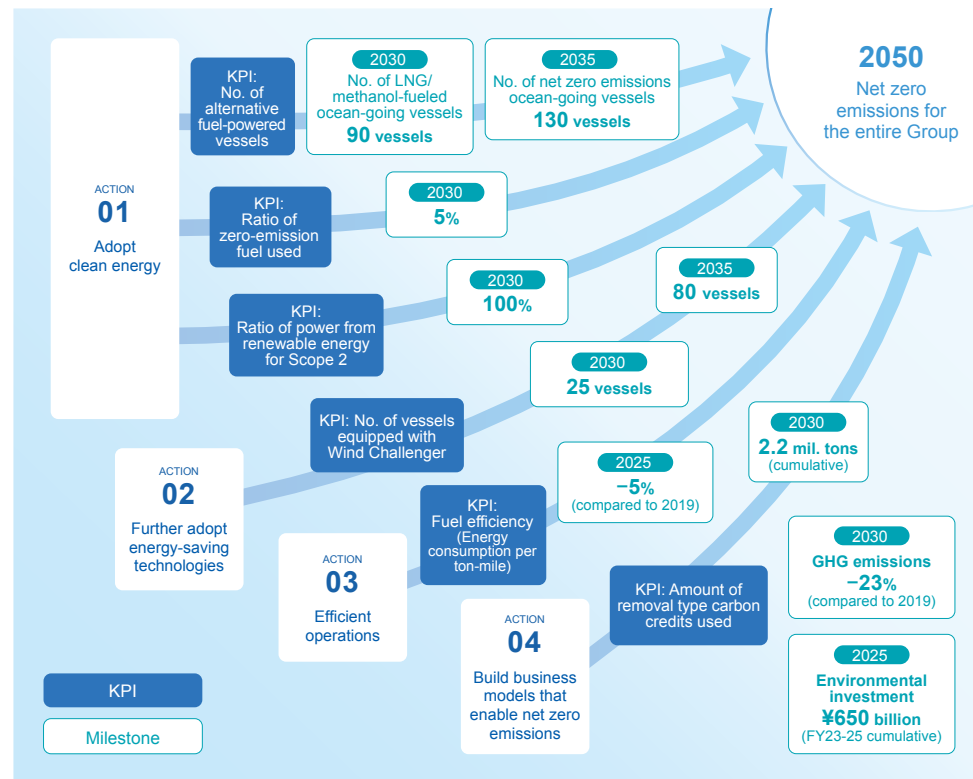 2050
Net zero
emissions for
the entire Group
ACTION
01
Adopt
clean energy
KPI:
No. of
alternative
fuel-powered
vessels
2030
No. of LNG/
methanol-fueled
ocean-going vessels
90 vessels
2035
No. of net zero emissions
ocean-going vessels
130 vessels
KPI:
Ratio of
zero-emission
fuel used
2030
5%
KPI:
Ratio of power from
renewable energy
for Scope 2
2030
100%
ACTION
02
Further adopt
energy-saving
technologies
KPI: No. of vessels
equipped with
Wind Challenger
2030
25 vessels
2035
80 vessels
ACTION
03
Efficient
operations
KPI:
Fuel efficiency
(Energy
consumption per
ton-mile)
2025
−5%
(compared to 2019)
ACTION
04
Build business
models that
enable net zero
emissions
KPI: Amount of
removal type carbon
credits used
2030
2.2 mil. tons
(cumulative)
2030
GHG emissions
−23%
(compared to 2019)
2025
Environmental
investment
¥650 billion
(FY23-25 cumulative)
KPI
Milestone